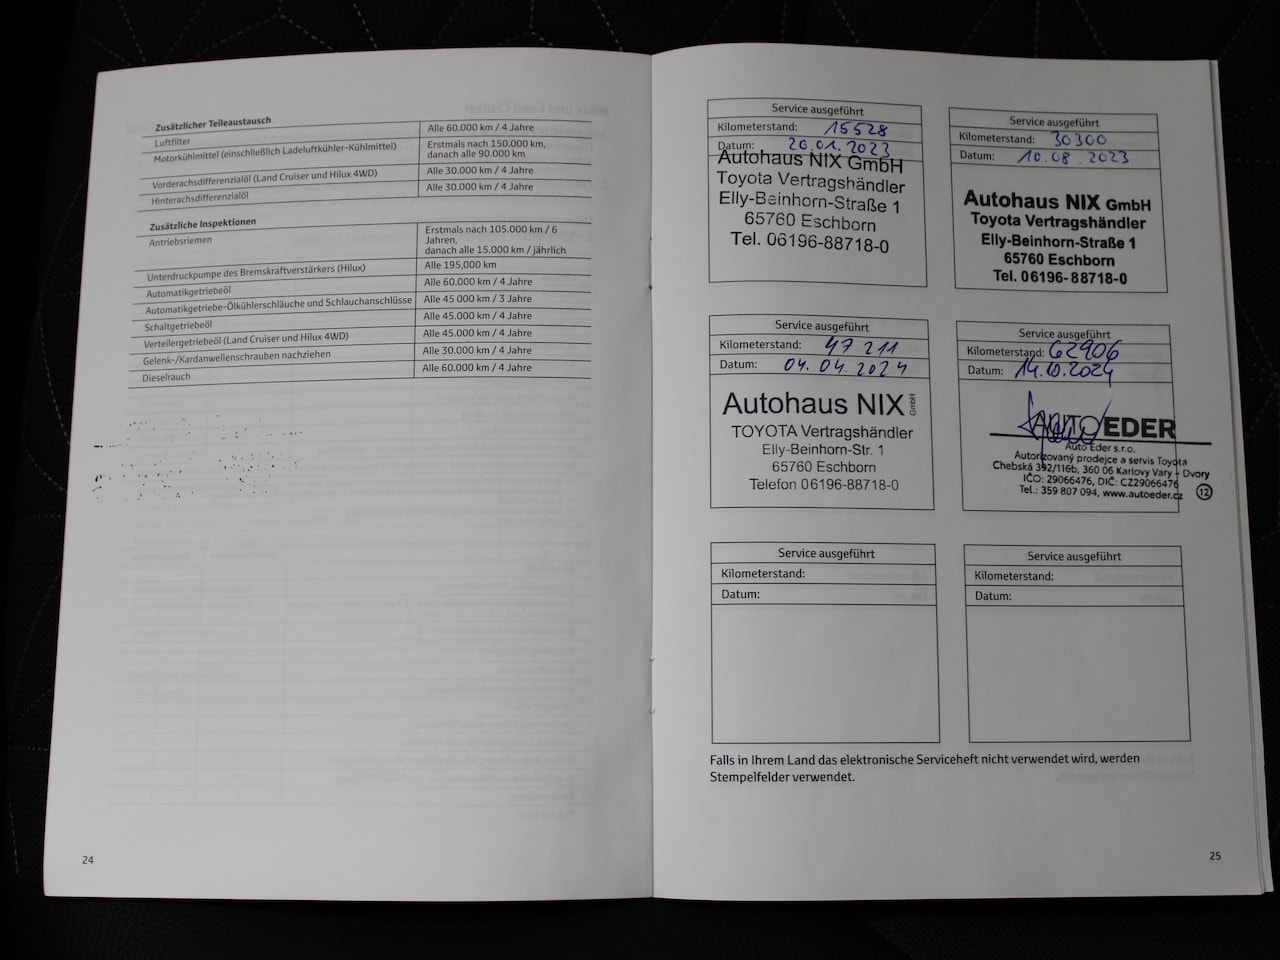 Zusätzlicher Teileaustausch
Luftfilter Alle 60.000 km / 4 Jahre
Motorkühlmittel (einschließlich Ladeluftkühler-Kühlmittel) Erstmals nach 150.000 km,
danach alle 90.000 km
Vorderachsdifferenzialöl (Land Cruiser und Hilux 4WD) Alle 30.000 km / 4 Jahre
Hinterachsdifferenzialöl Alle 30.000 km / 4 Jahre
Zusätzliche Inspektionen
Antriebsriemen Erstmals nach 105.000 km / 6
Jahren,
danach alle 15.000 km / jährlich
Unterdruckpumpe des Bremskraftverstärkers (Hilux) Alle 195,000 km
Automatikgetriebeöl Alle 60.000 km / 4 Jahre
Automatikgetriebe-Ölkühlerschläuche und Schlauchanschlüsse Alle 45 000 km / 3 Jahre
Schaltgetriebeöl Alle 45.000 km / 4 Jahre
Verteilergetriebeöl (Land Cruiser und Hilux 4WD) Alle 45.000 km / 4 Jahre
Gelenk-/Kardanwellenschrauben nachziehen Alle 30.000 km / 4 Jahre
Dieselrauch Alle 60.000 km / 4 Jahre
24
Service ausgeführt
Kilometerstand: 15528
Datum: 20.01.2023
Autohaus NIX GmbH
Toyota Vertragshändler
Elly-Beinhorn-Straße 1
65760 Eschborn
Tel. 06196-88718-0
Service ausgeführt
Kilometerstand: 30300
Datum: 10.08.2023
Autohaus NIX GmbH
Toyota Vertragshändler
Elly-Beinhorn-Straße 1
65760 Eschborn
Tel. 06196-88718-0
Service ausgeführt
Kilometerstand: 47 211
Datum: 04.04.2024
Autohaus NIX GmbH
TOYOTA Vertragshändler
Elly-Beinhorn-Str. 1
65760 Eschborn
Telefon 06196-88718-0
Service ausgeführt
Kilometerstand: 62906
Datum: 14.10.2024
AUTO EDER
Auto Eder s.r.o.
Autorizovaný prodejce a servis Toyota
Chebská 392/116b, 360 06 Karlovy Vary - Dvory
IČO: 29066476, DIČ: CZ29066476
Tel.: 359 807 094, www.autoeder.cz 12
Service ausgeführt
Kilometerstand:
Datum:
Service ausgeführt
Kilometerstand:
Datum:
Falls in Ihrem Land das elektronische Serviceheft nicht verwendet wird, werden
Stempelfelder verwendet.
25